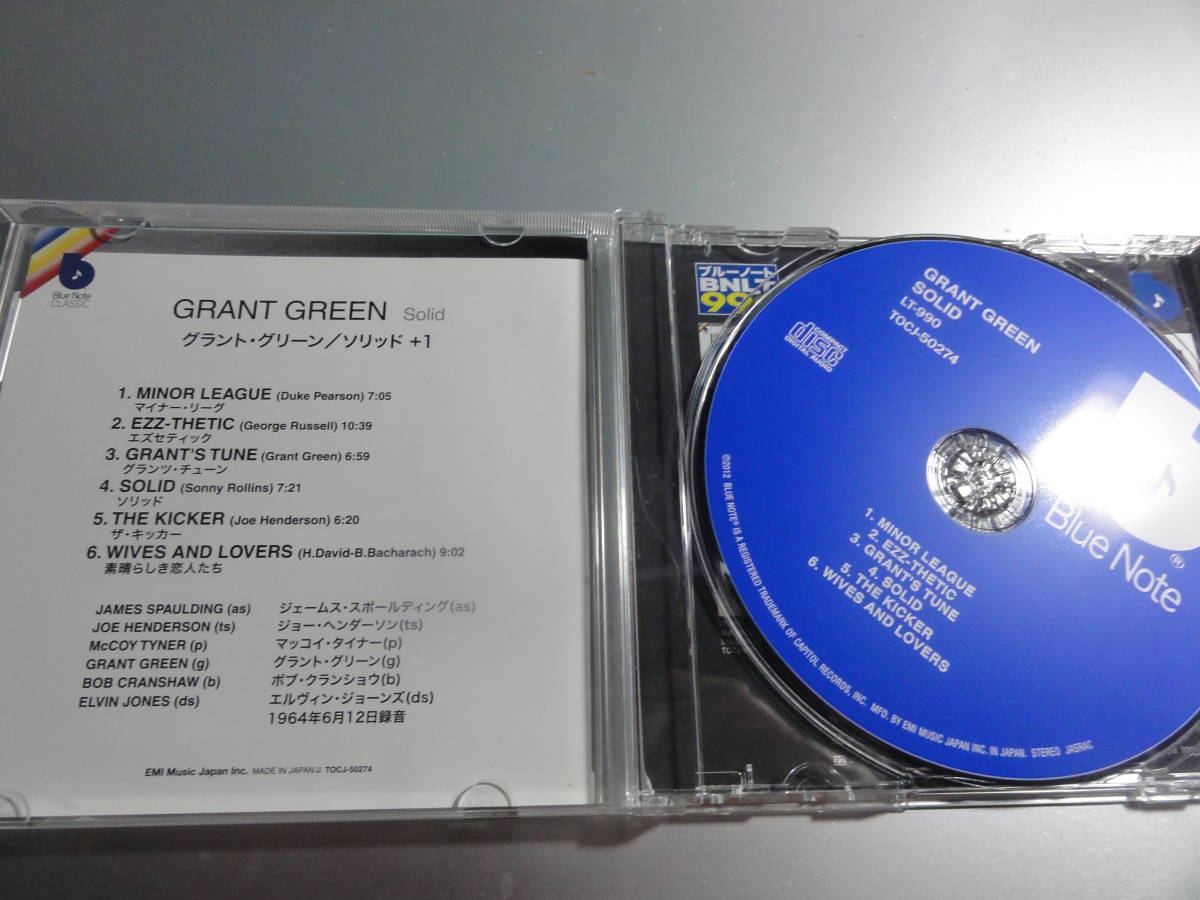 Blue Note
CLASSIC
GRANT GREEN Solid
グラント・グリーン／ソリッド +1
1. MINOR LEAGUE (Duke Pearson) 7:05
マイナー・リーグ
2. EZZ-THETIC (George Russell) 10:39
エズセティック
3. GRANT'S TUNE (Grant Green) 6:59
グランツ・チューン
4. SOLID (Sonny Rollins) 7:21
ソリッド
5. THE KICKER (Joe Henderson) 6:20
ザ・キッカー
6. WIVES AND LOVERS (H.David-B.Bacharach) 9:02
素晴らしき恋人たち
JAMES SPAULDING (as) ジェームス・スポールディング(as)
JOE HENDERSON (ts) ジョー・ヘンダーソン(ts)
McCOY TYNER (p) マッコイ・タイナー(p)
GRANT GREEN (g) グラント・グリーン(g)
BOB CRANSHAW (b) ボブ・クランショウ(b)
ELVIN JONES (ds) エルヴィン・ジョーンズ(ds)
1964年6月12日録音
EMI Music Japan Inc. MADE IN JAPAN TOCJ-50274
ブルーノート
BNLT
99
GRANT GREEN
SOLID
LT-990
TOCJ-50274
COMPACT
disc
DIGITAL AUDIO
Blue Note®
1. MINOR LEAGUE
2. EZZ-THETIC
3. GRANT'S TUNE
4. SOLID
5. THE KICKER
6. WIVES AND LOVERS
℗2012 BLUE NOTE® IS A REGISTERED TRADEMARK OF CAPITOL RECORDS, INC. MFD. BY EMI MUSIC JAPAN INC. IN JAPAN. STEREO JASRAC
22